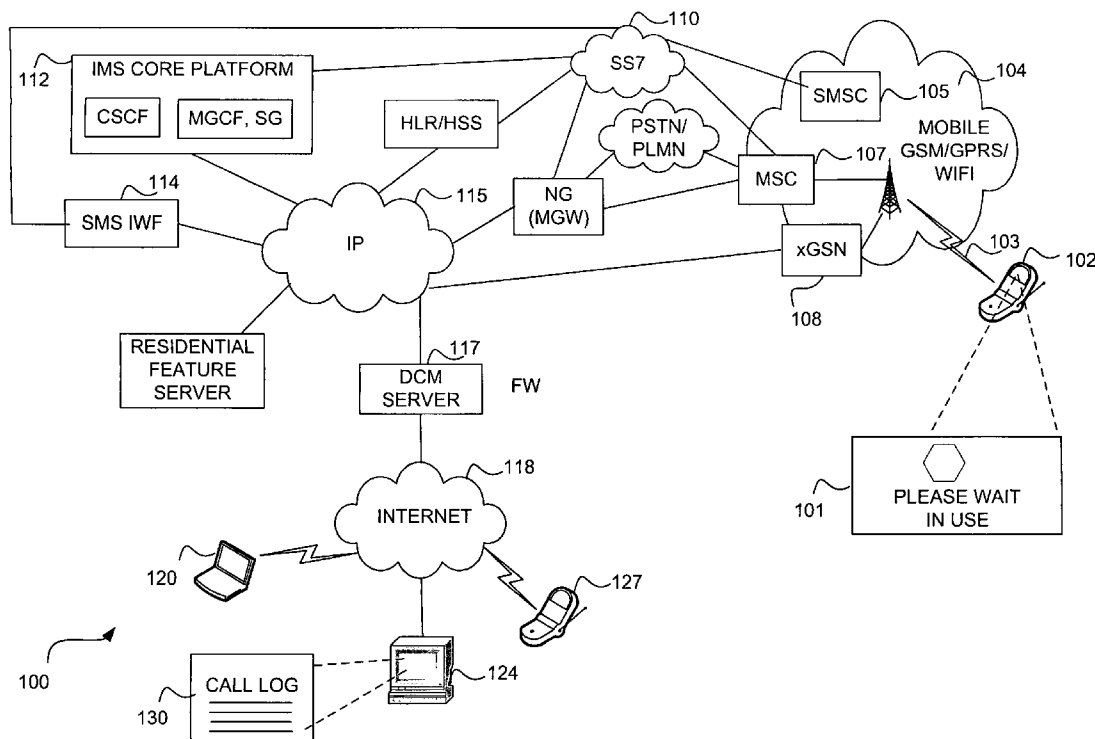 110
112
IMS CORE PLATFORM
CSCF
MGCF, SG
SS7
104
SMSC
105
HLR/HSS
PSTN/
PLMN
MOBILE
GSM/GPRS/
WIFI
107
MSC
114
SMS IWF
115
IP
NG
(MGW)
xGSN
108
103
102
RESIDENTIAL
FEATURE
SERVER
117
DCM
SERVER
FW
101
PLEASE WAIT
IN USE
118
INTERNET
120
127
124
100
130
CALL LOG